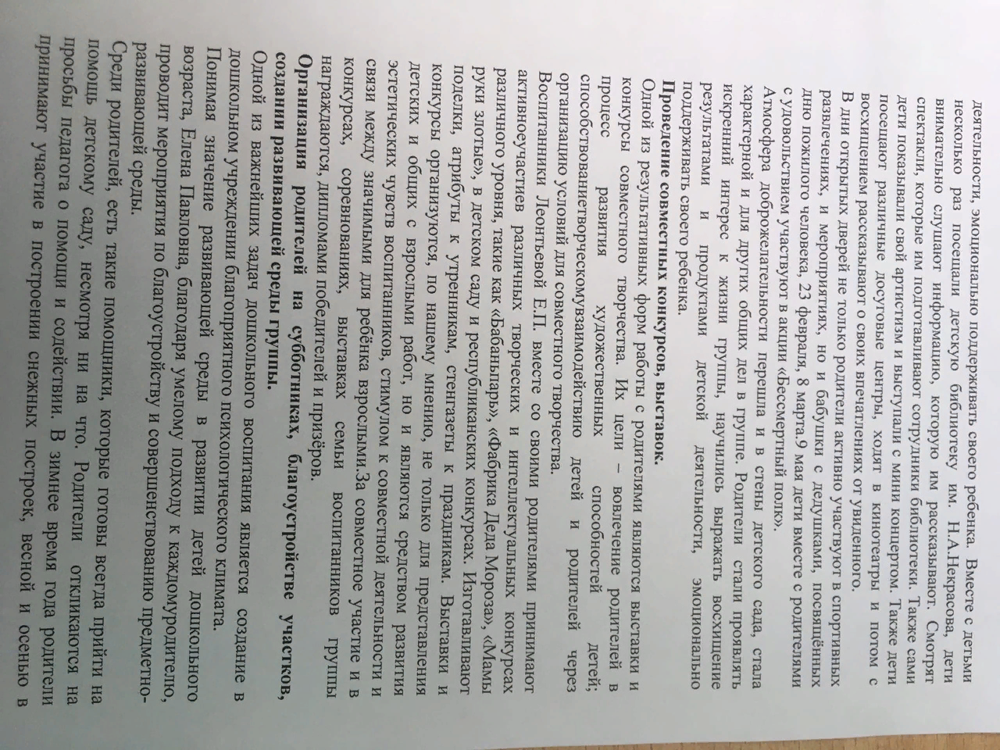 деятельности, эмоционально поддерживать своего ребенка. Вместе с детьми
несколько раз посещали детскую библиотеку им. Н.А.Некрасова, дети
внимательно слушают информацию, которую им рассказывают. Смотрят
спектакли, которые им подготавливают сотрудники библиотеки. Также сами
дети показывали свой артистизм и выступали с мини концертом. Также дети
посещают различные досуговые центры, ходят в кинотеатры и потом с
восхищением рассказывают о своих впечатлениях от увиденного.
В дни открытых дверей не только родители активно участвуют в спортивных
развлечениях, и мероприятиях, но и бабушки с дедушками, посвящённых
дню пожилого человека, 23 февраля, 8 марта.9 мая дети вместе с родителями
с удовольствием участвуют в акции «Бессмертный полк».
Атмосфера доброжелательности перешла и в стены детского сада, стала
характерной и для других общих дел в группе. Родители стали проявлять
искренний интерес к жизни группы, научились выражать восхищение
результатами и продуктами детской деятельности, эмоционально
поддерживать своего ребенка.
Проведение совместных конкурсов, выставок.
Одной из результативных форм работы с родителями являются выставки и
конкурсы совместного творчества. Их цели – вовлечение родителей в
процесс развития художественных способностей детей;
способствованиетворческомувзаимодействию детей и родителей через
организацию условий для совместного творчества.
Воспитанники Леонтьевой Е.П. вместе со своими родителями принимают
активноеучастиев различных творческих и интеллектуальных конкурсах
различного уровня, такие как «Бабаньпарь», «Фабрика Деда Мороза», «Мамы
руки злотые», в детском саду и республиканских конкурсах. Изготавливают
поделки, атрибуты к утренникам, стенгазеты к праздникам. Выставки и
конкурсы организуются, по нашему мнению, не только для представления
детских и общих с взрослыми работ, но и являются средством развития
эстетических чувств воспитанников, стимулом к совместной деятельности и
связи между значимыми для ребёнка взрослыми.За совместное участие и в
конкурсах, соревнованиях, выставках семьи воспитанников группы
награждаются, дипломами победителей и призёров.
Организация родителей на субботниках, благоустройстве участков,
создании развивающей среды группы.
Одной из важнейших задач дошкольного воспитания является создание в
дошкольном учреждении благоприятного психологического климата.
Понимая значение развивающей среды в развитии детей дошкольного
возраста, Елена Павловна, благодаря умелому подходу к каждомуродителю,
проводит мероприятия по благоустройству и совершенствованию предметно-
развивающей среды.
Среди родителей, есть такие помощники, которые готовы всегда прийти на
помощь детскому саду, несмотря ни на что. Родители откликаются на
просьбы педагога о помощи и содействии. В зимнее время года родители
принимают участие в построении снежных построек, весной и осенью в